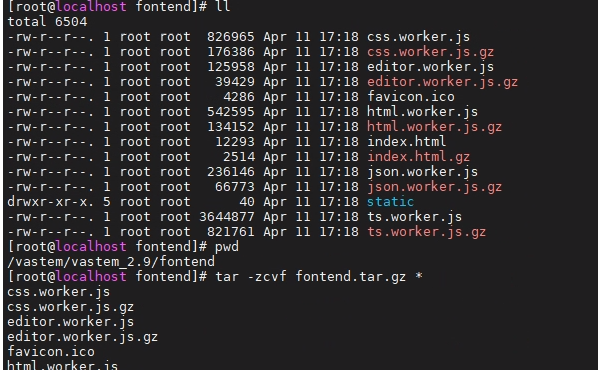 [root@localhost fontend]# ll
total 6504
-rw-r--r--. 1 root root  826965 Apr 11 17:18 css.worker.js
-rw-r--r--. 1 root root  176386 Apr 11 17:18 css.worker.js.gz
-rw-r--r--. 1 root root  125958 Apr 11 17:18 editor.worker.js
-rw-r--r--. 1 root root   39429 Apr 11 17:18 editor.worker.js.gz
-rw-r--r--. 1 root root    4286 Apr 11 17:18 favicon.ico
-rw-r--r--. 1 root root  542595 Apr 11 17:18 html.worker.js
-rw-r--r--. 1 root root  134152 Apr 11 17:18 html.worker.js.gz
-rw-r--r--. 1 root root   12293 Apr 11 17:18 index.html
-rw-r--r--. 1 root root    2514 Apr 11 17:18 index.html.gz
-rw-r--r--. 1 root root  236146 Apr 11 17:18 json.worker.js
-rw-r--r--. 1 root root   66773 Apr 11 17:18 json.worker.js.gz
drwxr-xr-x. 5 root root      40 Apr 11 17:18 static
-rw-r--r--. 1 root root 3644877 Apr 11 17:18 ts.worker.js
-rw-r--r--. 1 root root  821761 Apr 11 17:18 ts.worker.js.gz
[root@localhost fontend]# pwd
/vastem/vastem_2.9/fontend
[root@localhost fontend]# tar -zcvf fontend.tar.gz *
css.worker.js
css.worker.js.gz
editor.worker.js
editor.worker.js.gz
favicon.ico
html.worker.js